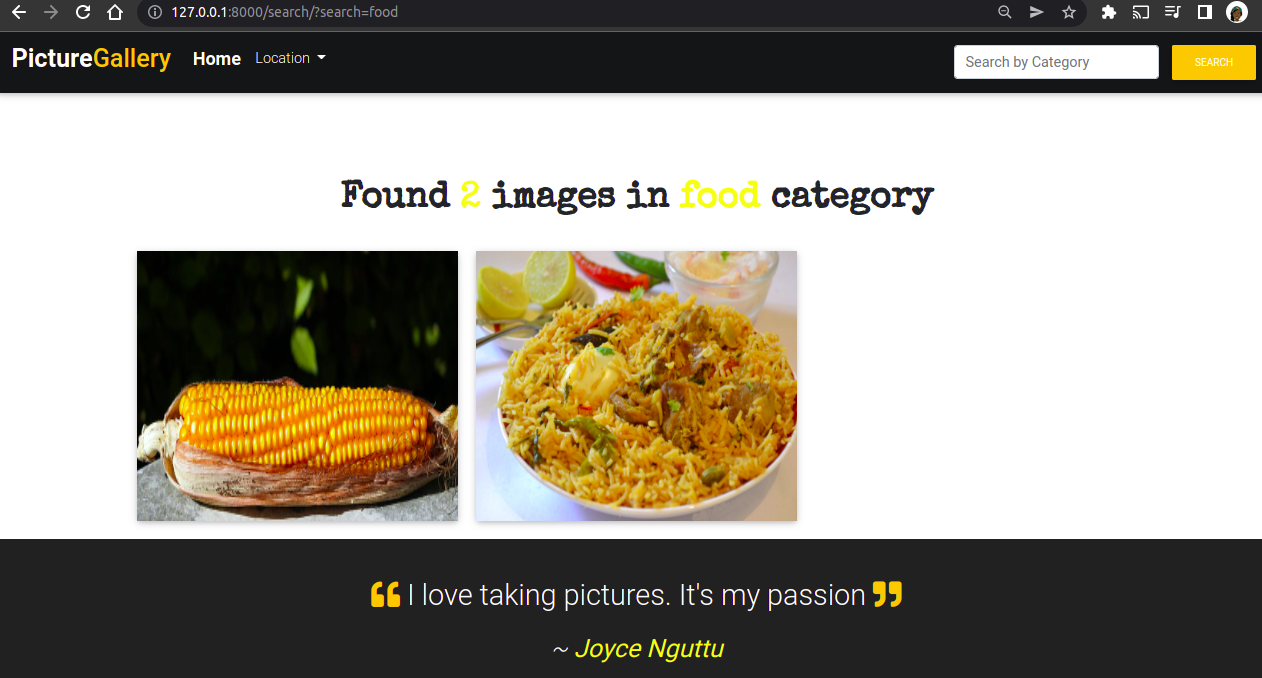 127.0.0.1:8000/search/?search=food
PictureGallery Home Location Search by Category SEARCH
Found 2 images in food category
“ I love taking pictures. It's my passion ”
~ Joyce Nguttu